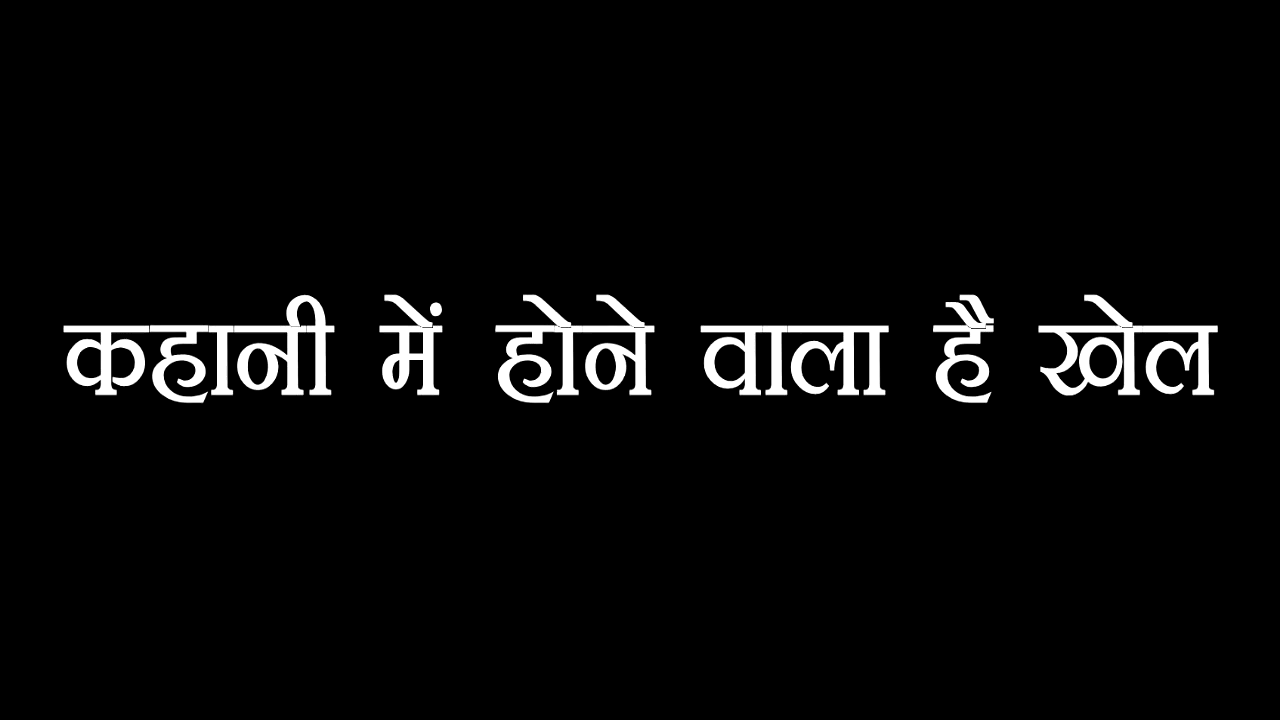 कहानी में होने वाला है खेल